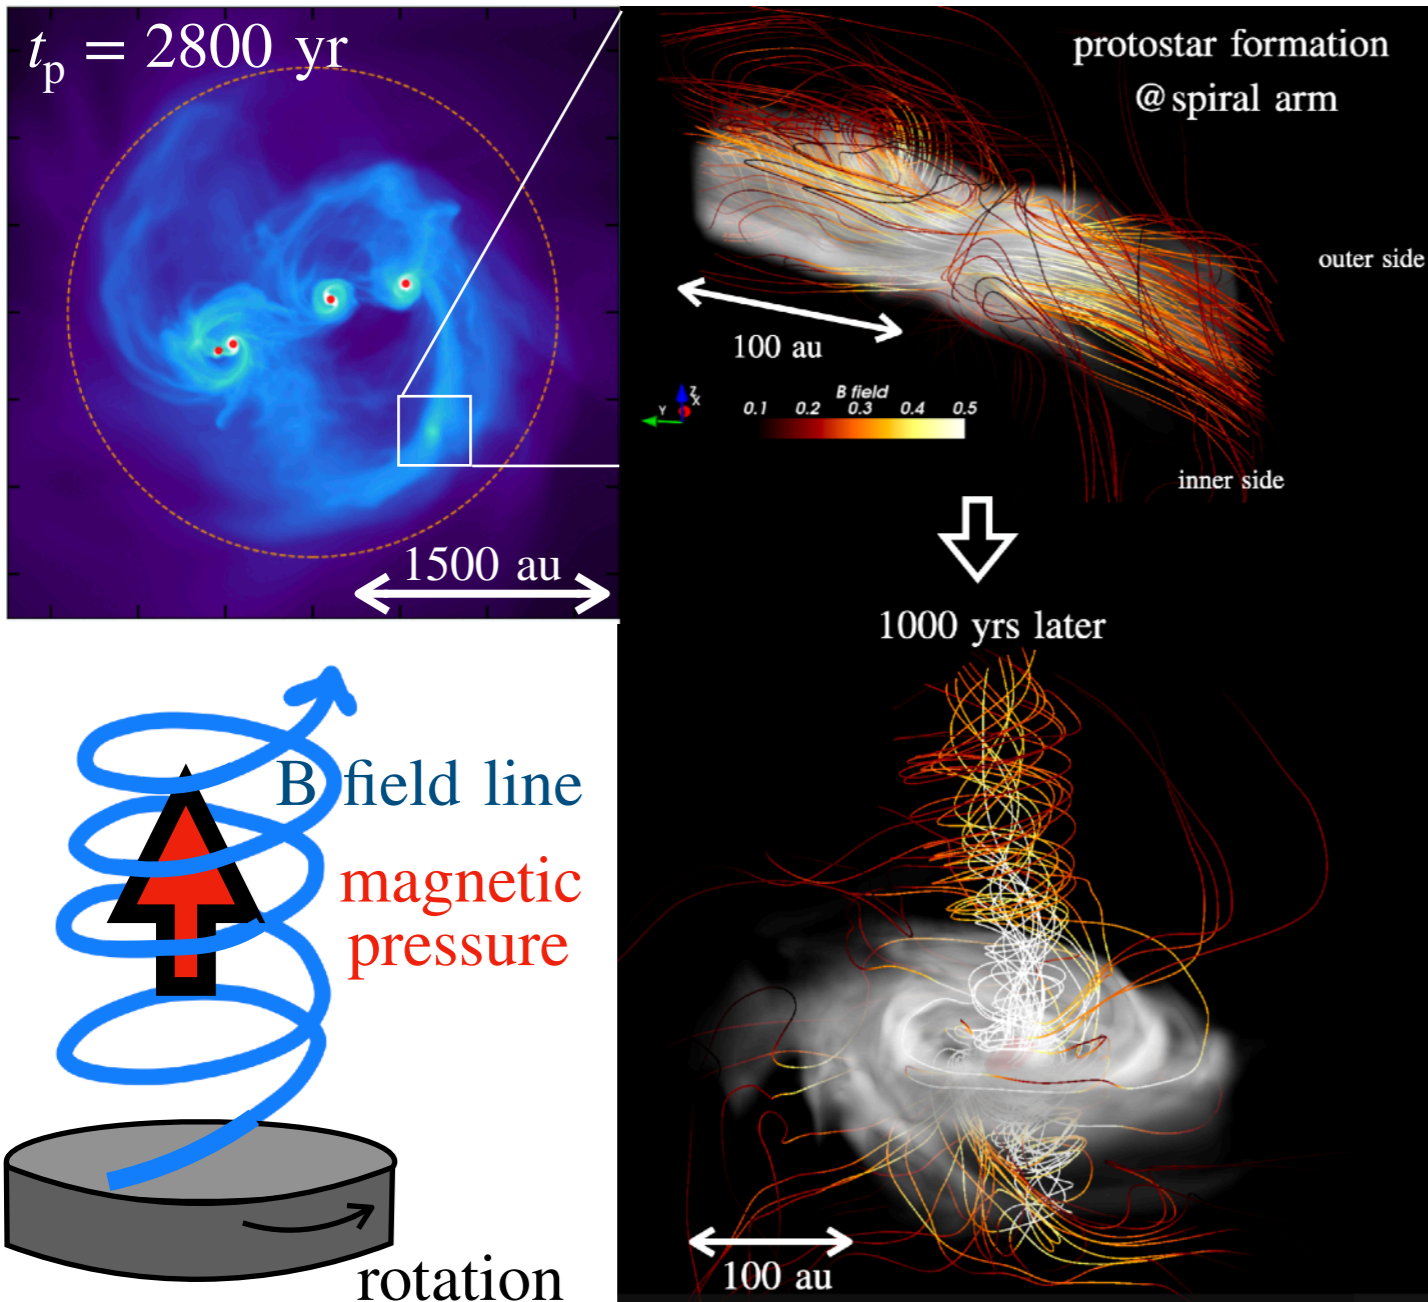 t_p = 2800 yr
1500 au
protostar formation
@spiral arm
outer side
100 au
Z
X
Y
B field
0.1 0.2 0.3 0.4 0.5
inner side
1000 yrs later
100 au
B field line
magnetic
pressure
rotation